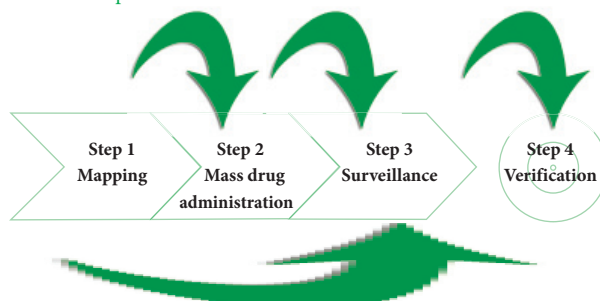 Step 1
Mapping
Step 2
Mass drug
administration
Step 3
Surveillance
Step 4
Verification